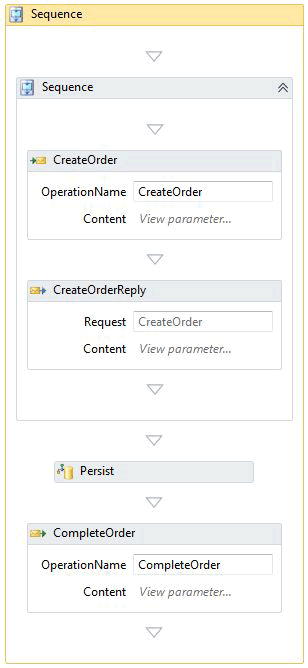 Sequence
Sequence
CreateOrder
OperationName CreateOrder
Content View parameter...
CreateOrderReply
Request CreateOrder
Content View parameter...
Persist
CompleteOrder
OperationName CompleteOrder
Content View parameter...